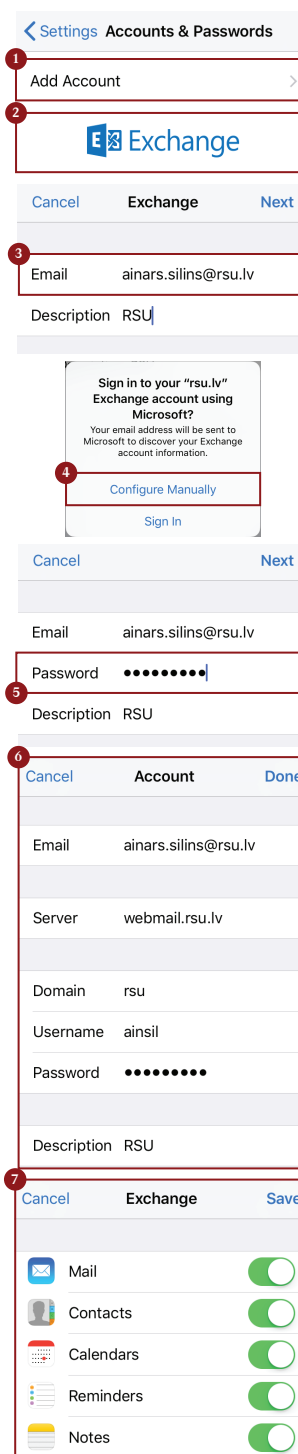 Settings Accounts & Passwords
1
Add Account
2
E Exchange
Cancel Exchange Next
3
Email ainars.silins@rsu.lv
Description RSU
Sign in to your “rsu.lv”
Exchange account using
Microsoft?
Your email address will be sent to
Microsoft to discover your Exchange
account information.
4
Configure Manually
Sign In
Cancel Next
Email ainars.silins@rsu.lv
Password ●●●●●●●●●
5
Description RSU
6
Cancel Account Done
Email ainars.silins@rsu.lv
Server webmail.rsu.lv
Domain rsu
Username ainsil
Password ●●●●●●●●●
Description RSU
7
Cancel Exchange Save
Mail
Contacts
Calendars
Reminders
Notes